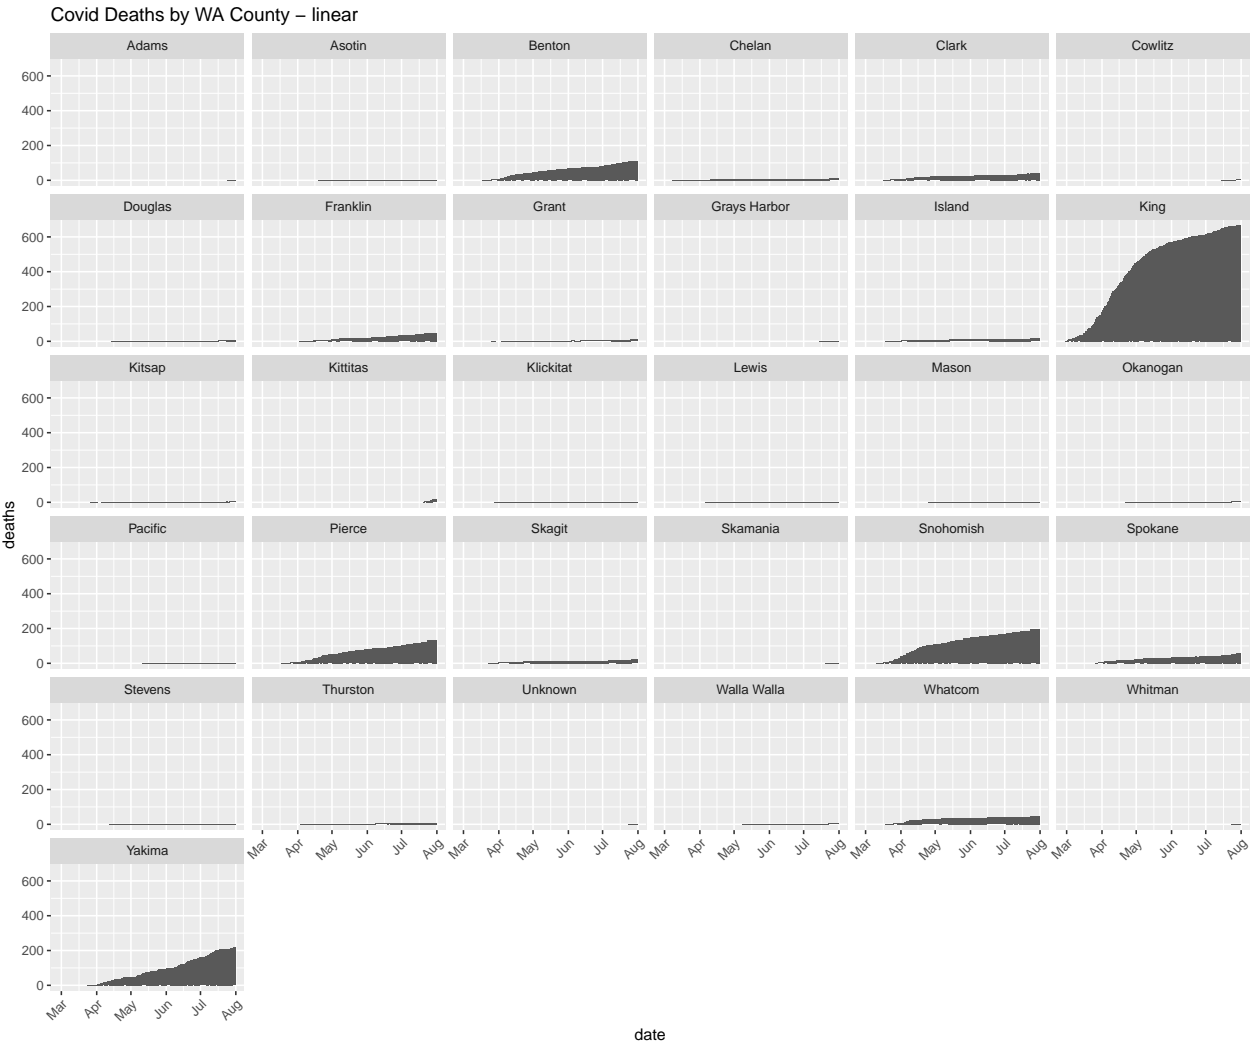 Covid Deaths by WA County – linear
Adams Asotin Benton Chelan Clark Cowlitz
600
400
200
0
Douglas Franklin Grant Grays Harbor Island King
600
400
200
0
Kitsap Kittitas Klickitat Lewis Mason Okanogan
600
400
200
0
deaths
Pacific Pierce Skagit Skamania Snohomish Spokane
600
400
200
0
Stevens Thurston Unknown Walla Walla Whatcom Whitman
600
400
200
0
Mar Apr May Jun Jul Aug Mar Apr May Jun Jul Aug Mar Apr May Jun Jul Aug Mar Apr May Jun Jul Aug Mar Apr May Jun Jul Aug
Yakima
600
400
200
0
Mar Apr May Jun Jul Aug
date